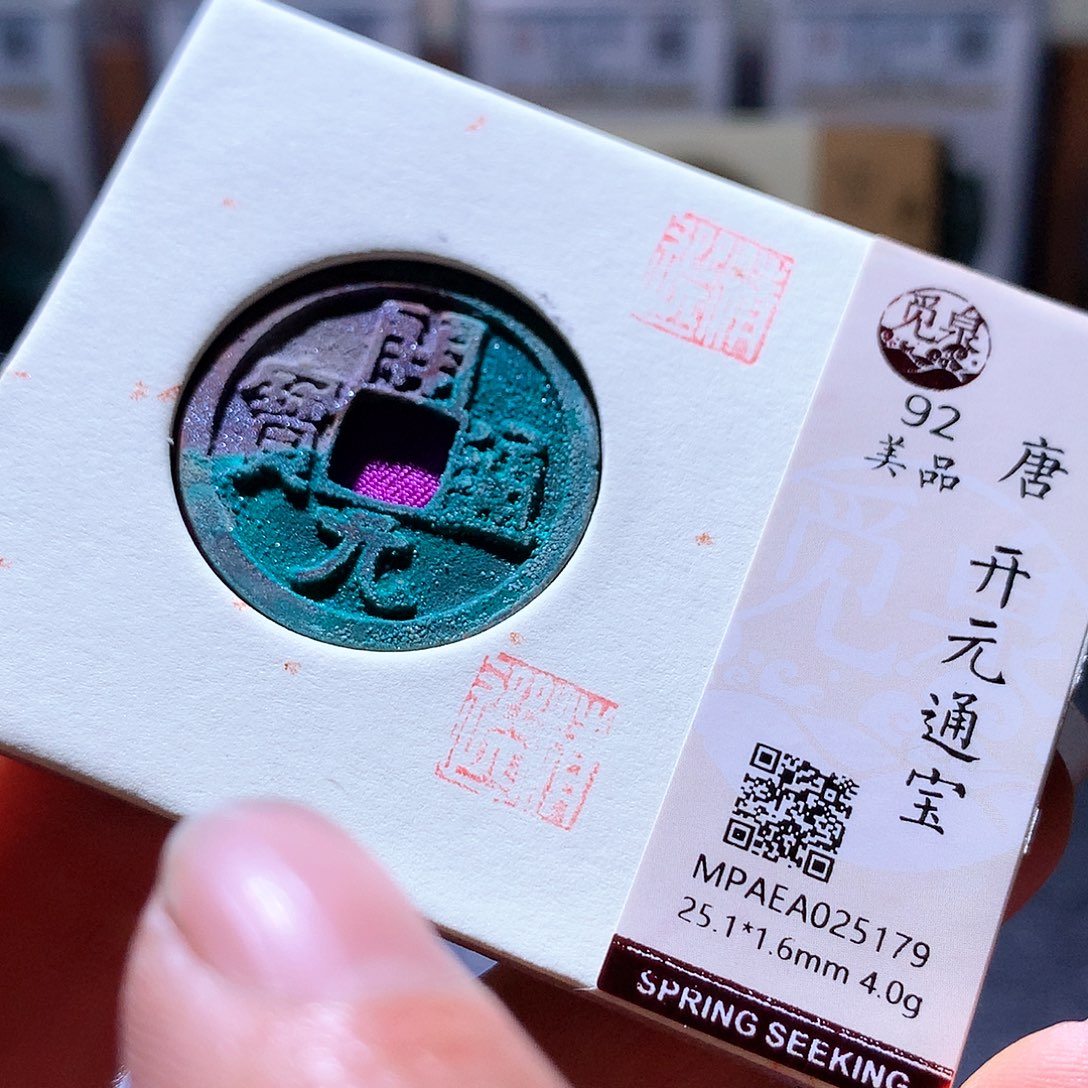 開元通寶
觅泉
92
美品
唐
开元通宝
MPAEA025179
25.1*1.6mm 4.0g
SPRING SEEKING